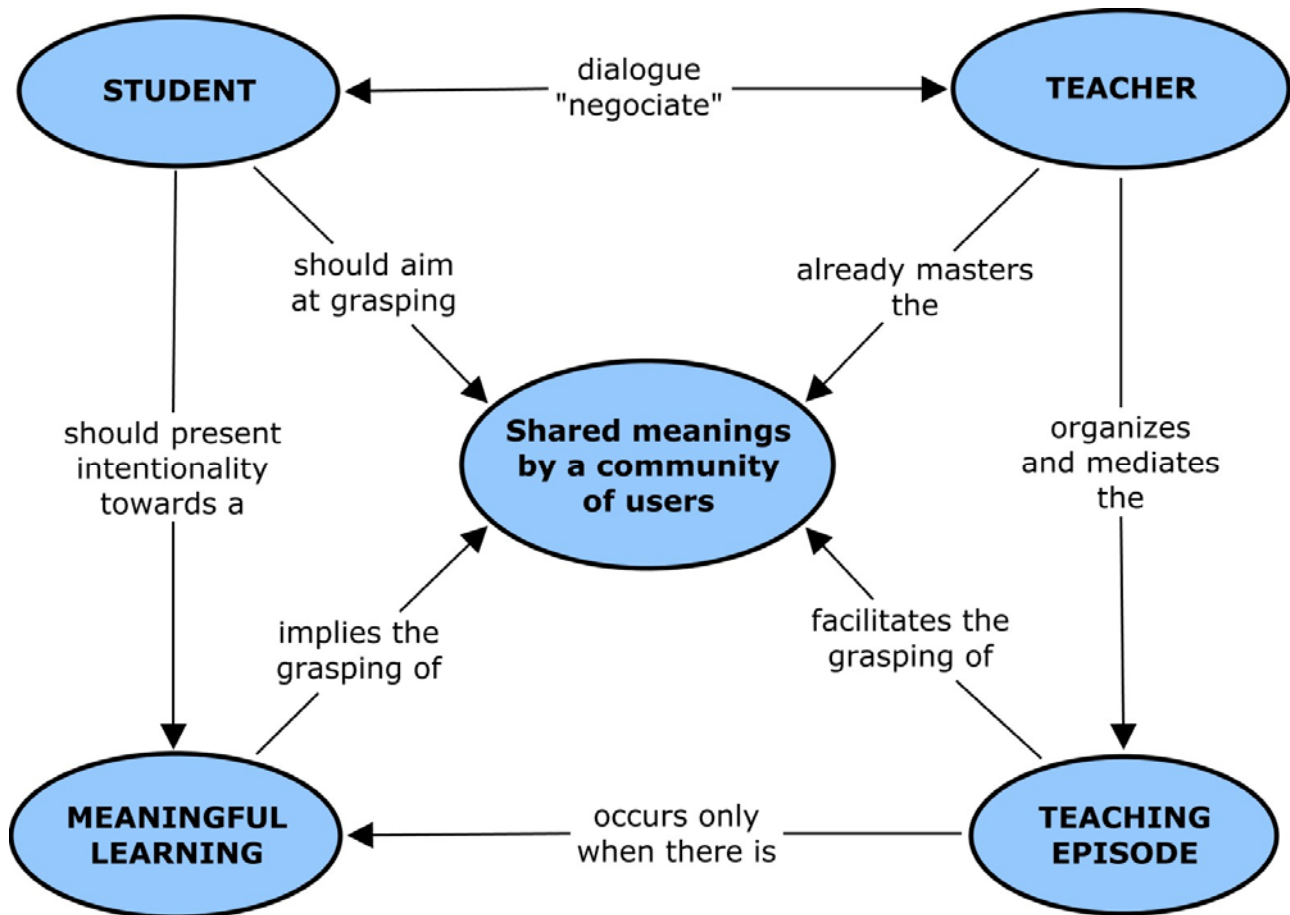 STUDENT
dialogue
"negociate"
TEACHER
should aim
at grasping
already masters
the
should present
intentionality
towards a
Shared meanings
by a community
of users
organizes
and mediates
the
implies the
grasping of
facilitates the
grasping of
MEANINGFUL
LEARNING
occurs only
when there is
TEACHING
EPISODE